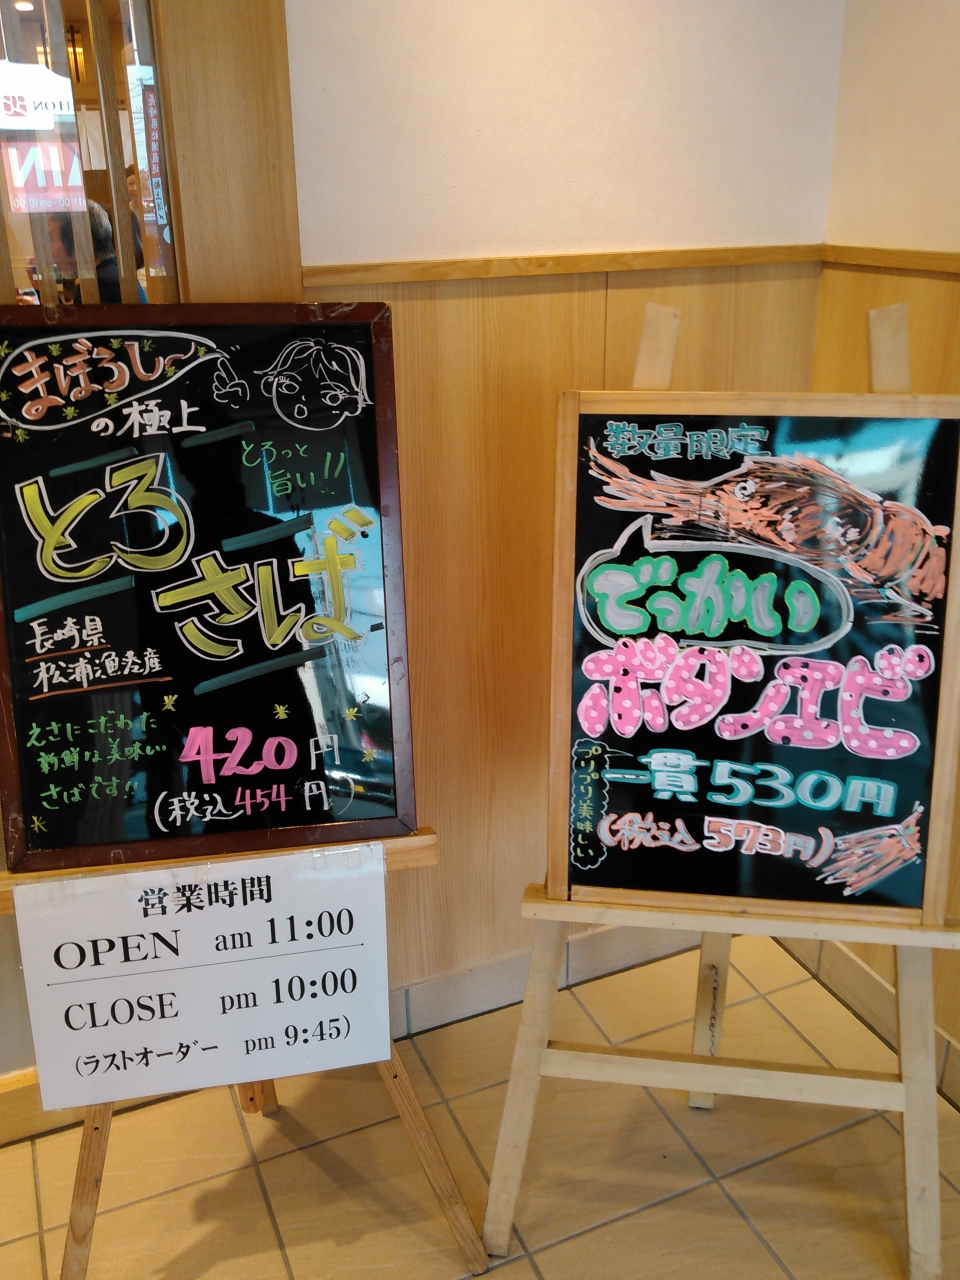 まぼろし〜
の極上
とろっと
旨い!!
とろ
さば
長崎県
松浦漁港産
えさにこだわった
新鮮な美味い
さばです!!
420円
(税込454円)
営業時間
OPEN am 11:00
CLOSE pm 10:00
(ラストオーダー pm 9:45)
数量限定
でっかい
ボタンエビ
プリプリ美味しい
一貫530円
(税込573円)